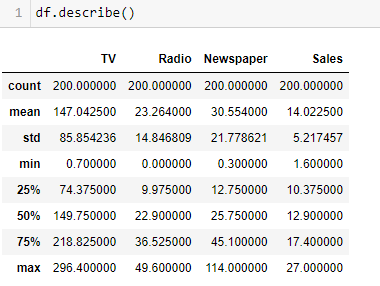 1 df.describe()
TV Radio Newspaper Sales
count 200.000000 200.000000 200.000000 200.000000
mean 147.042500 23.264000 30.554000 14.022500
std 85.854236 14.846809 21.778621 5.217457
min 0.700000 0.000000 0.300000 1.600000
25% 74.375000 9.975000 12.750000 10.375000
50% 149.750000 22.900000 25.750000 12.900000
75% 218.825000 36.525000 45.100000 17.400000
max 296.400000 49.600000 114.000000 27.000000